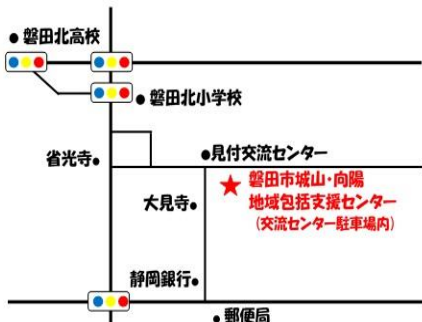 磐田北高校
磐田北小学校
省光寺
見付交流センター
磐田市城山・向陽
地域包括支援センター
(交流センター駐車場内)
大見寺
静岡銀行
郵便局